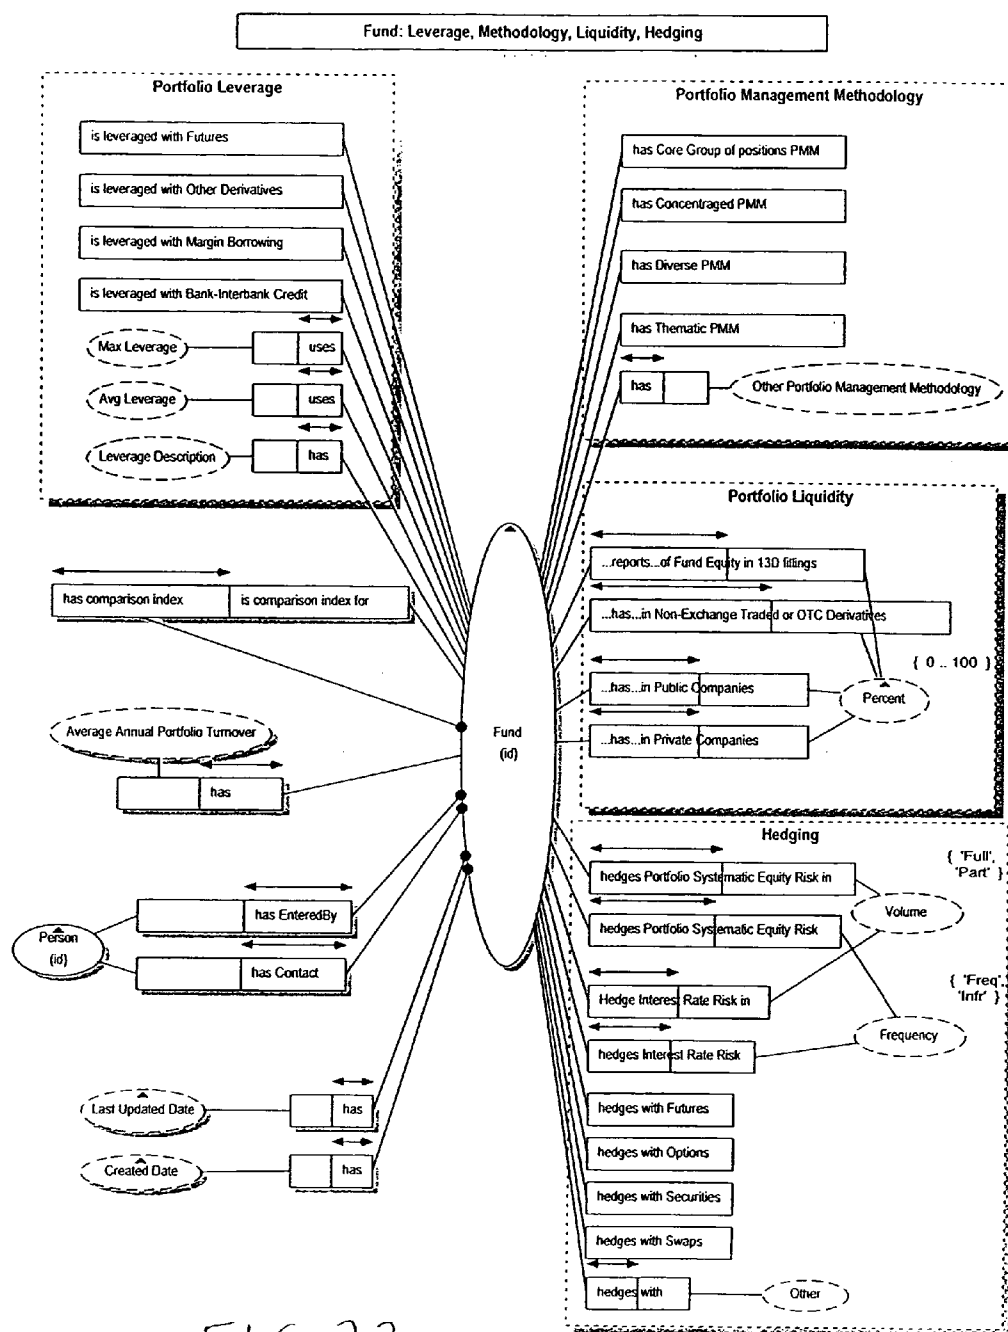 Fund: Leverage, Methodology, Liquidity, Hedging
Portfolio Leverage
is leveraged with Futures
is leveraged with Other Derivatives
is leveraged with Margin Borrowing
is leveraged with Bank-Interbank Credit
Max Leverage
uses
Avg Leverage
uses
Leverage Description
has
has comparison index
is comparison index for
Average Annual Portfolio Turnover
has
has EnteredBy
Person
(id)
has Contact
Last Updated Date
has
Created Date
has
Fund
(id)
Portfolio Management Methodology
has Core Group of positions PMM
has Concentraged PMM
has Diverse PMM
has Thematic PMM
has
Other Portfolio Management Methodology
Portfolio Liquidity
...reports...of Fund Equity in 13D fillings
...has...in Non-Exchange Traded or OTC Derivatives
{ 0 .. 100 }
...has...in Public Companies
Percent
...has...in Private Companies
Hedging
{ 'Full',
'Part' }
hedges Portfolio Systematic Equity Risk in
Volume
hedges Portfolio Systematic Equity Risk
{ 'Freq'
'Infr' }
Hedge Interest Rate Risk in
Frequency
hedges Interest Rate Risk
hedges with Futures
hedges with Options
hedges with Securities
hedges with Swaps
hedges with
Other
FIG 22